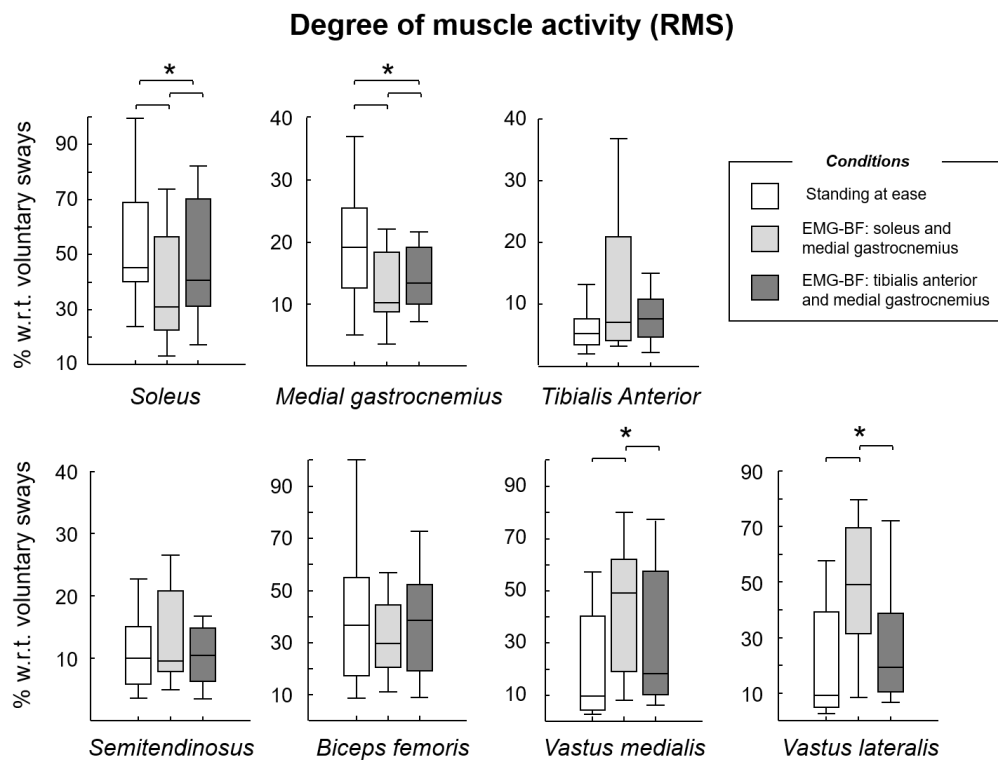 Degree of muscle activity (RMS)
% w.r.t. voluntary sways
90
70
50
30
10
*
Soleus
40
30
20
10
*
Medial gastrocnemius
40
30
20
10
Tibialis Anterior
Conditions
Standing at ease
EMG-BF: soleus and
medial gastrocnemius
EMG-BF: tibialis anterior
and medial gastrocnemius
% w.r.t. voluntary sways
40
30
20
10
Semitendinosus
90
70
50
30
10
Biceps femoris
90
70
50
30
10
*
Vastus medialis
90
70
50
30
10
*
Vastus lateralis